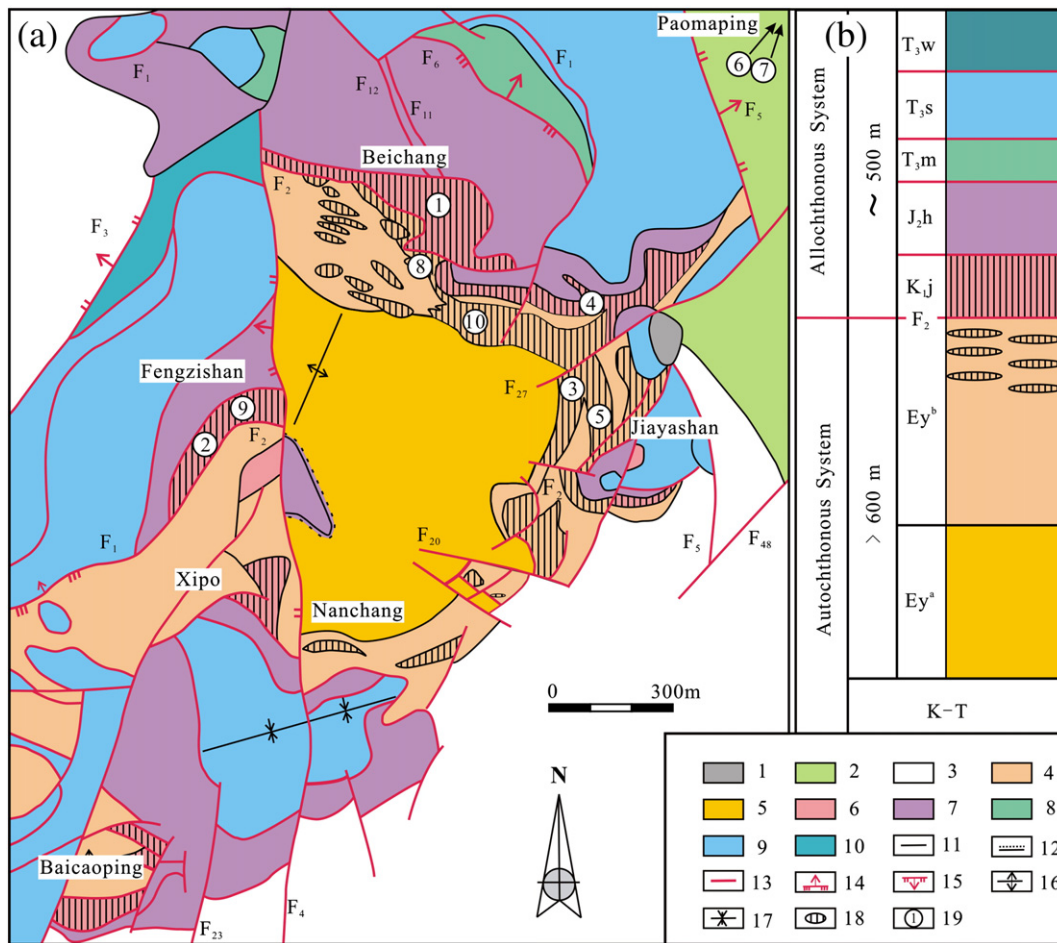 (a)
Paomaping
6 7
F₁
F₆
F₁
F₁₂
F₁₁
F₅
Beichang
F₂
1
F₃
8
4
10
Fengzishan
F₂₇
3
9
5
Jiayashan
2
F₂
F₂
F₁
F₂₀
F₅
F₄₈
Xipo
Nanchang
0 300m
N
Baicaoping
F₄
F₂₃
(b)
Allochthonous System
~ 500 m
T₃w
T₃s
T₃m
J₂h
K₁j
F₂
Autochthonous System
> 600 m
Eyᵇ
Eyᵃ
K-T
1 2 3 4
5 6 7 8
9 10 11 12
13 14 15 16
17 18 1 19